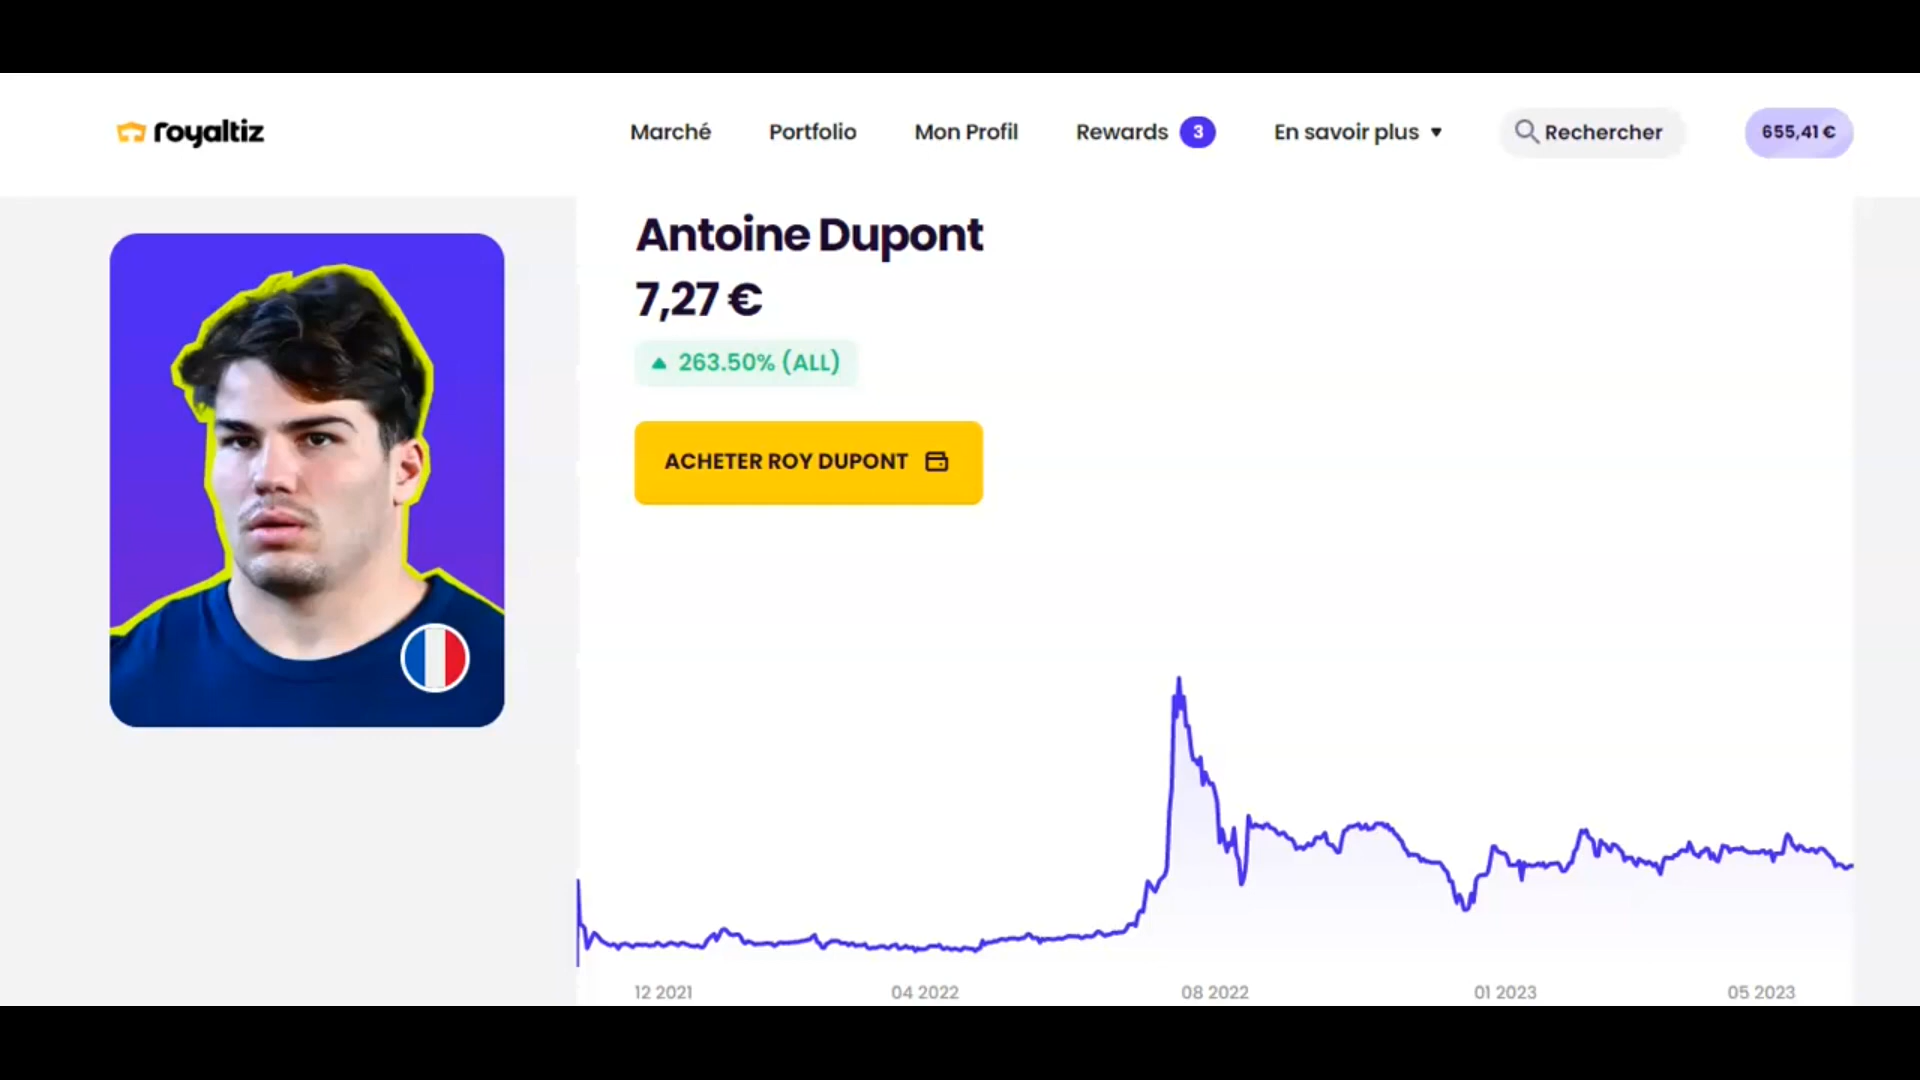 royaltiz
Marché Portfolio Mon Profil Rewards 3 En savoir plus ▼ Rechercher 655,41 €
Antoine Dupont
7,27 €
▲ 263.50% (ALL)
ACHETER ROY DUPONT
12 2021 04 2022 08 2022 01 2023 05 2023